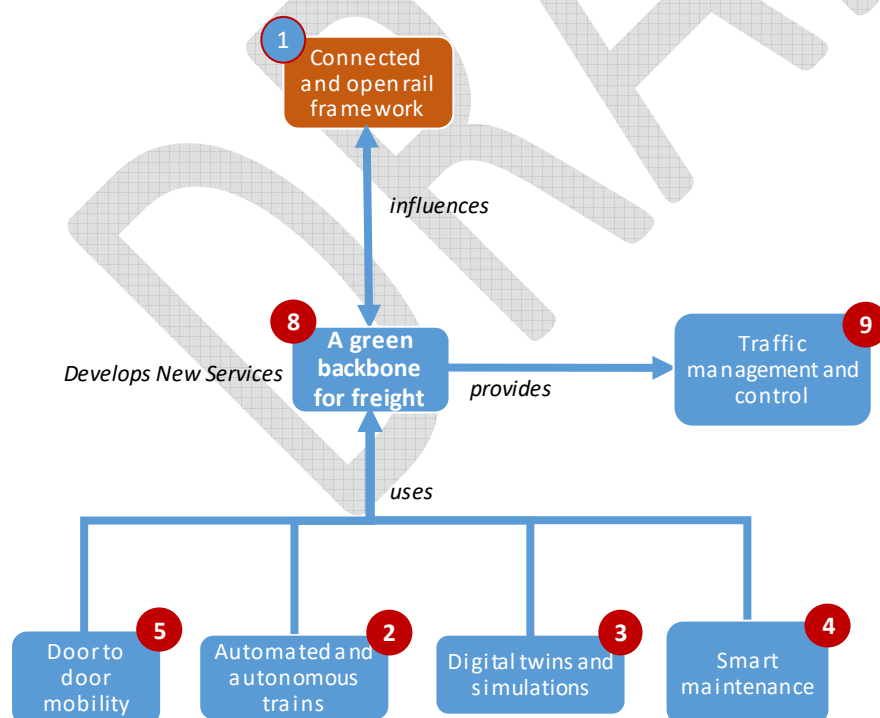 1
Connected
and open rail
framework
influences
8
A green
backbone
for freight
Develops New Services
provides
9
Traffic
management and
control
uses
5
Door to
door
mobility
2
Automated and
autonomous
trains
3
Digital twins and
simulations
4
Smart
maintenance